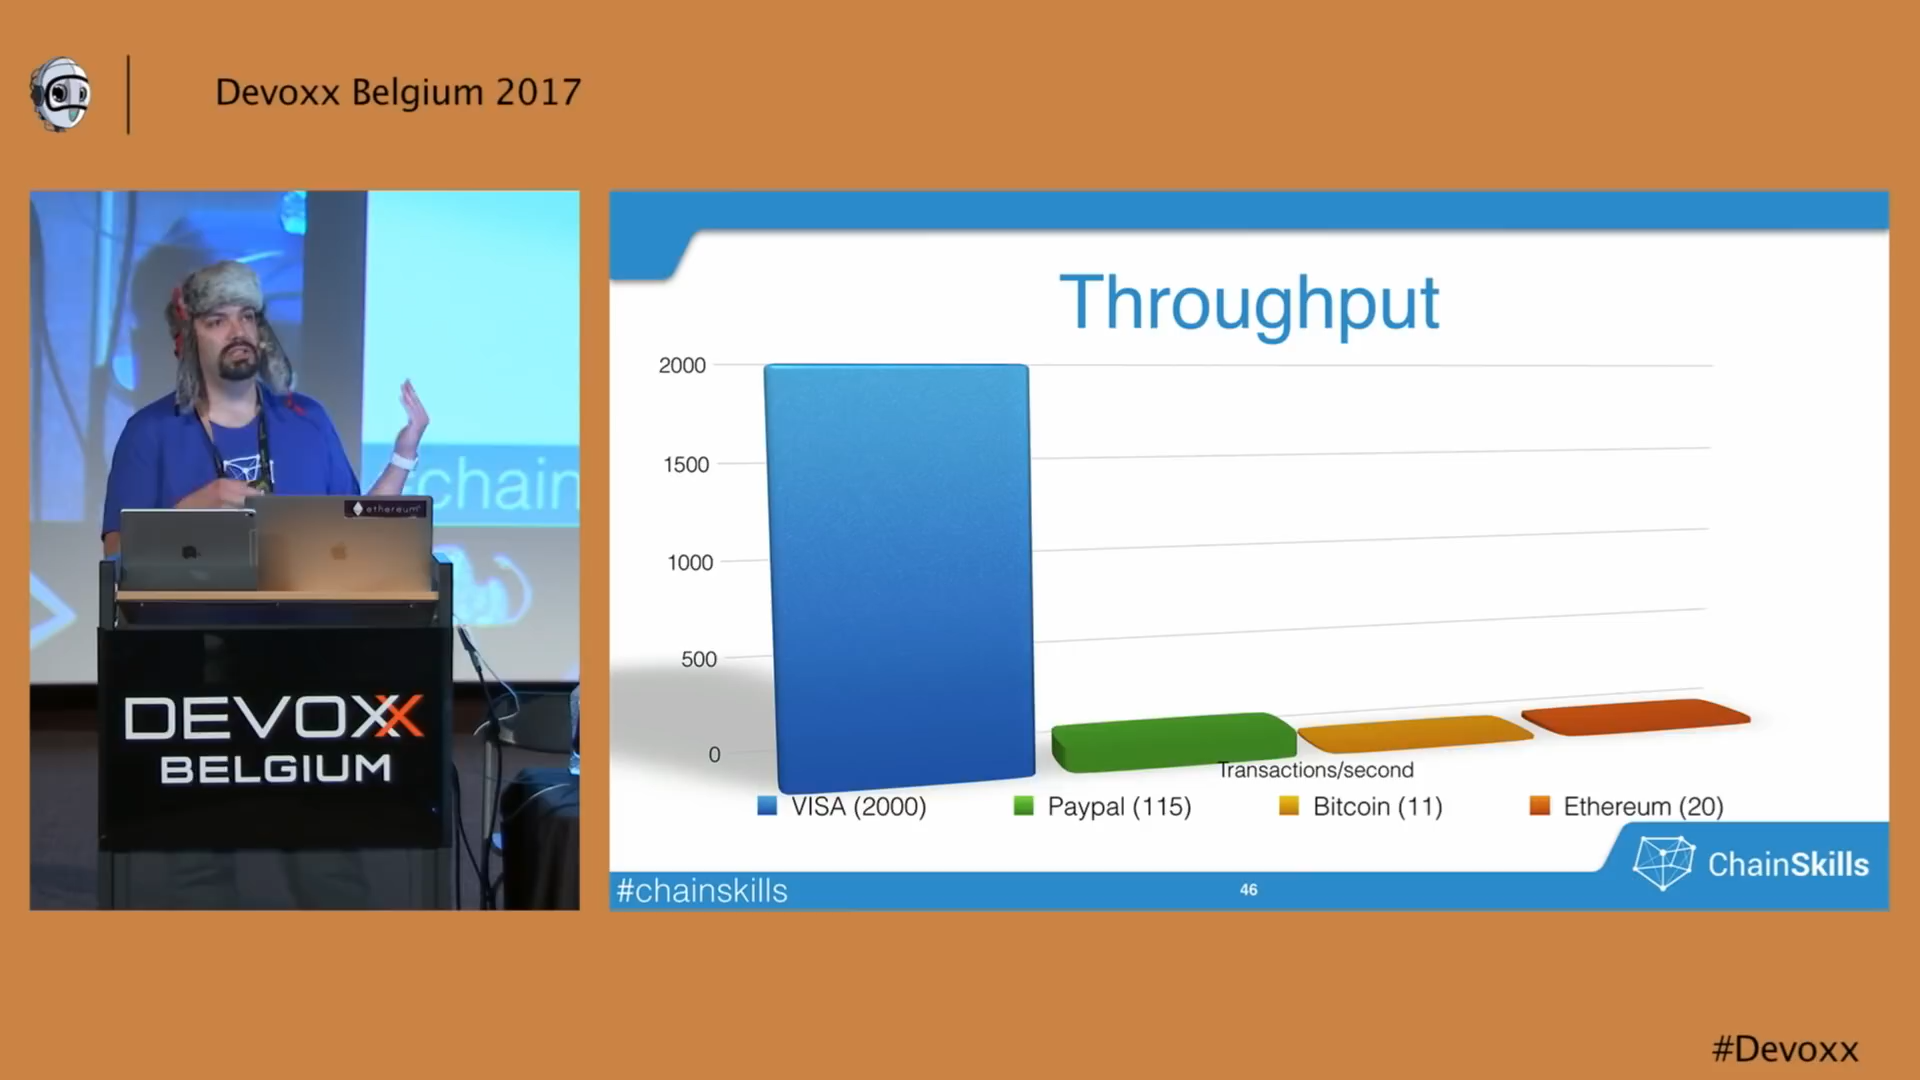 Devoxx Belgium 2017
chain
ethereum
DEVOXX
BELGIUM
Throughput
2000
1500
1000
500
0
Transactions/second
VISA (2000)
Paypal (115)
Bitcoin (11)
Ethereum (20)
ChainSkills
#chainskills
46
#Devoxx